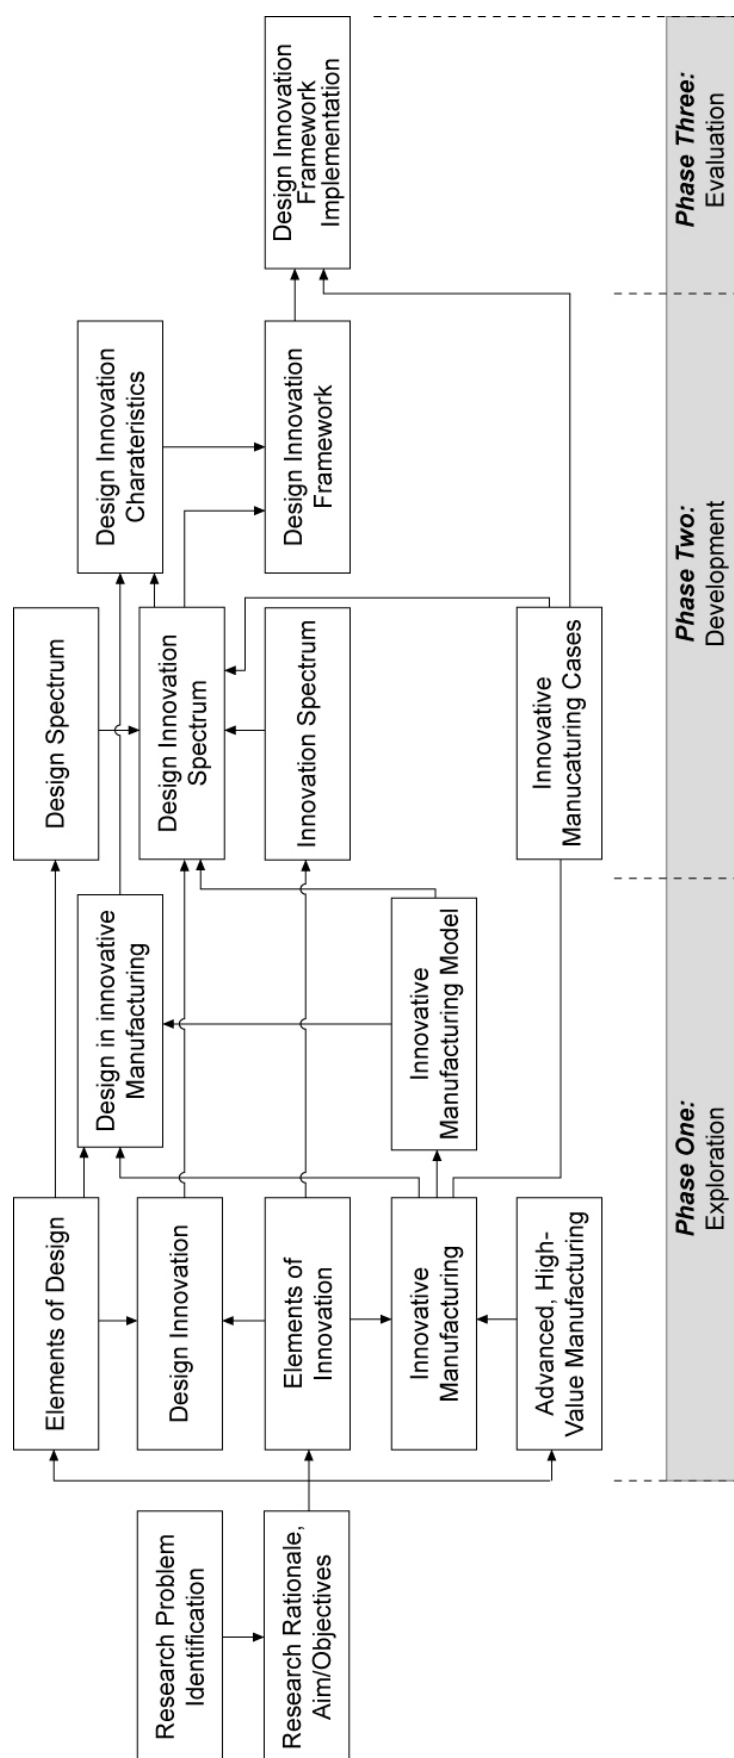 Research Problem
Identification
Research Rationale,
Aim/Objectives
Elements of Design
Design Innovation
Elements of
Innovation
Innovative
Manufacturing
Advanced, High-
Value Manufacturing
Design in innovative
Manufacturing
Innovative
Manufacturing Model
Design Spectrum
Design Innovation
Spectrum
Innovation Spectrum
Innovative
Manucaturing Cases
Design Innovation
Charateristics
Design Innovation
Framework
Design Innovation
Framework
Implementation
Phase One:
Exploration
Phase Two:
Development
Phase Three:
Evaluation